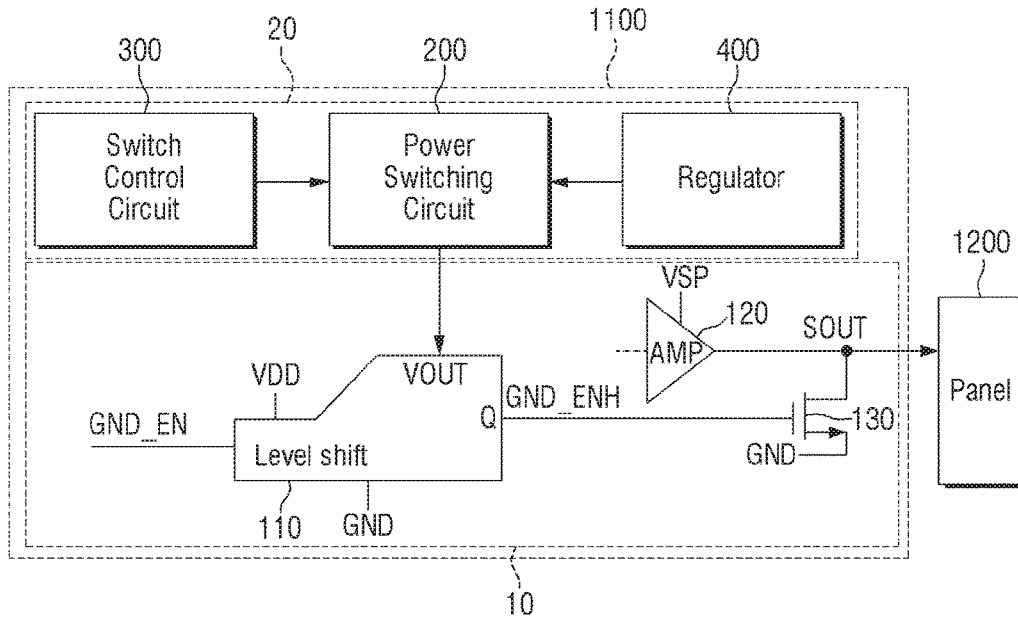 20
1100
300
200
400
Switch
Control
Circuit
Power
Switching
Circuit
Regulator
1200
VSP
120
SOUT
AMP
VDD
VOUT
GND_EN
GND_ENH
Q
130
Panel
Level shift
GND
110
GND
10